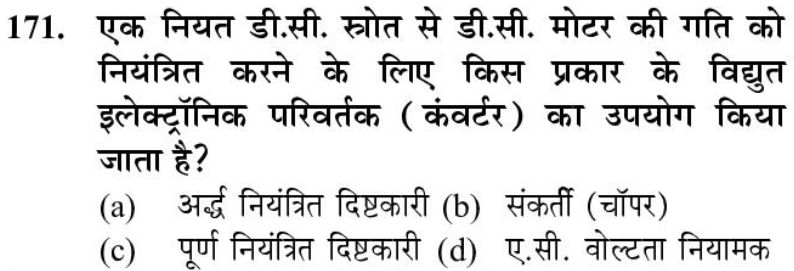 171. एक नियत डी.सी. स्त्रोत से डी.सी. मोटर की गति को
नियंत्रित करने के लिए किस प्रकार के विद्युत
इलेक्ट्रॉनिक परिवर्तक ( कंवर्टर ) का उपयोग किया
जाता है?
(a) अर्द्ध नियंत्रित दिष्टकारी (b) संकर्ती (चॉपर)
(c) पूर्ण नियंत्रित दिष्टकारी (d) ए.सी. वोल्टता नियामक